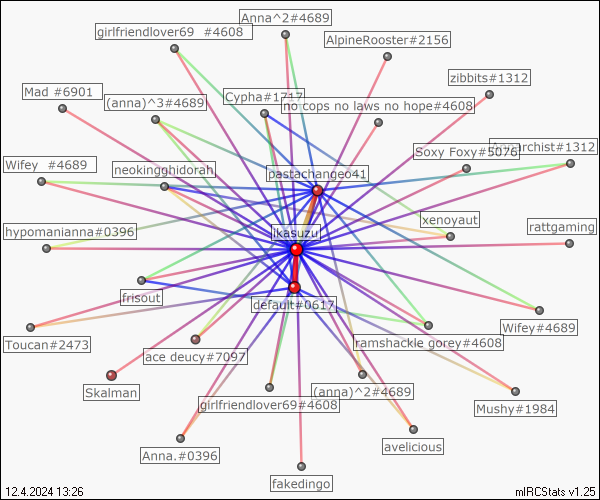 Anna^2#4689
girlfriendlover69 #4608
AlpineRooster#2156
zibbits#1312
Mad #6901
(anna)^3#4689
Cypha#1717
no cops no laws no hope#4608
Soxy Foxy#5076
#1312
Wifey #4689
neokingghidorah
pastachangeo41
xenoyaut
hypomanianna#0396
ikasuzu
rattgaming
frisout
default#0617
Wifey#4689
Toucan#2473
ace deucy#7097
ramshackle gorey#4608
Skalman
(anna)^2#4689
girlfriendlover69#4608
Mushy#1984
Anna.#0396
avelicious
fakedingo
12.4.2024 13:26
mIRCStats v1.25